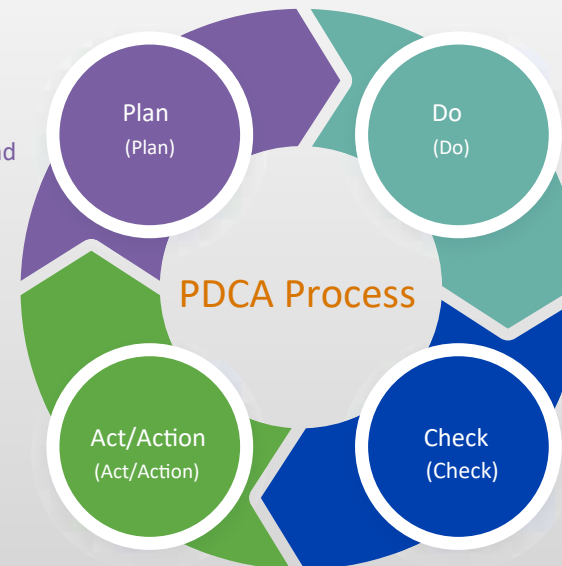 Plan
(Plan)
Do
(Do)
PDCA Process
Act/Action
(Act/Action)
Check
(Check)